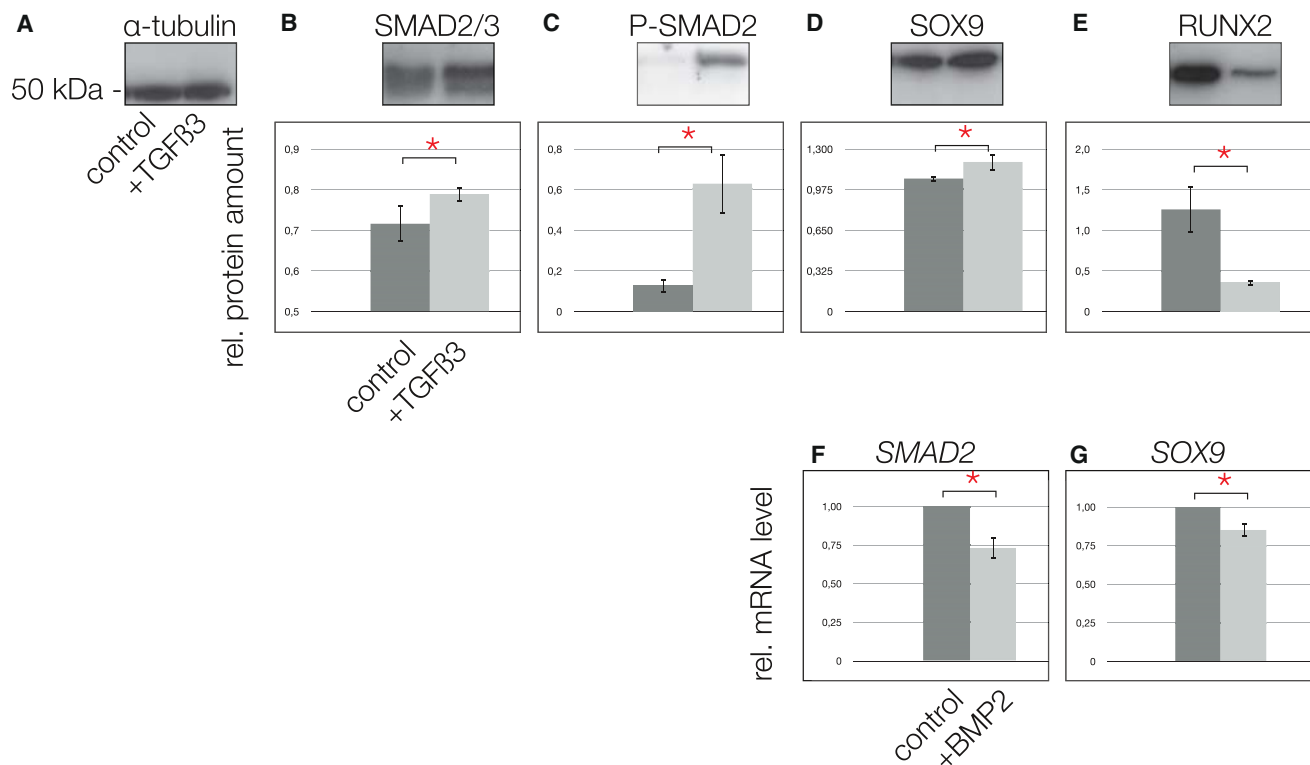 A
α-tubulin
50 kDa -
control
+TGFß3
B
SMAD2/3
rel. protein amount
0,9
0,8
0,7
0,6
0,5
*
control
+TGFß3
C
P-SMAD2
0,8
0,6
0,4
0,2
0
*
D
SOX9
1,300
0,975
0,650
0,325
0
*
E
RUNX2
2,0
1,5
1,0
0,5
0
*
F
SMAD2
rel. mRNA level
1,00
0,75
0,50
0,25
0
*
control
+BMP2
G
SOX9
1,00
0,75
0,50
0,25
0
*